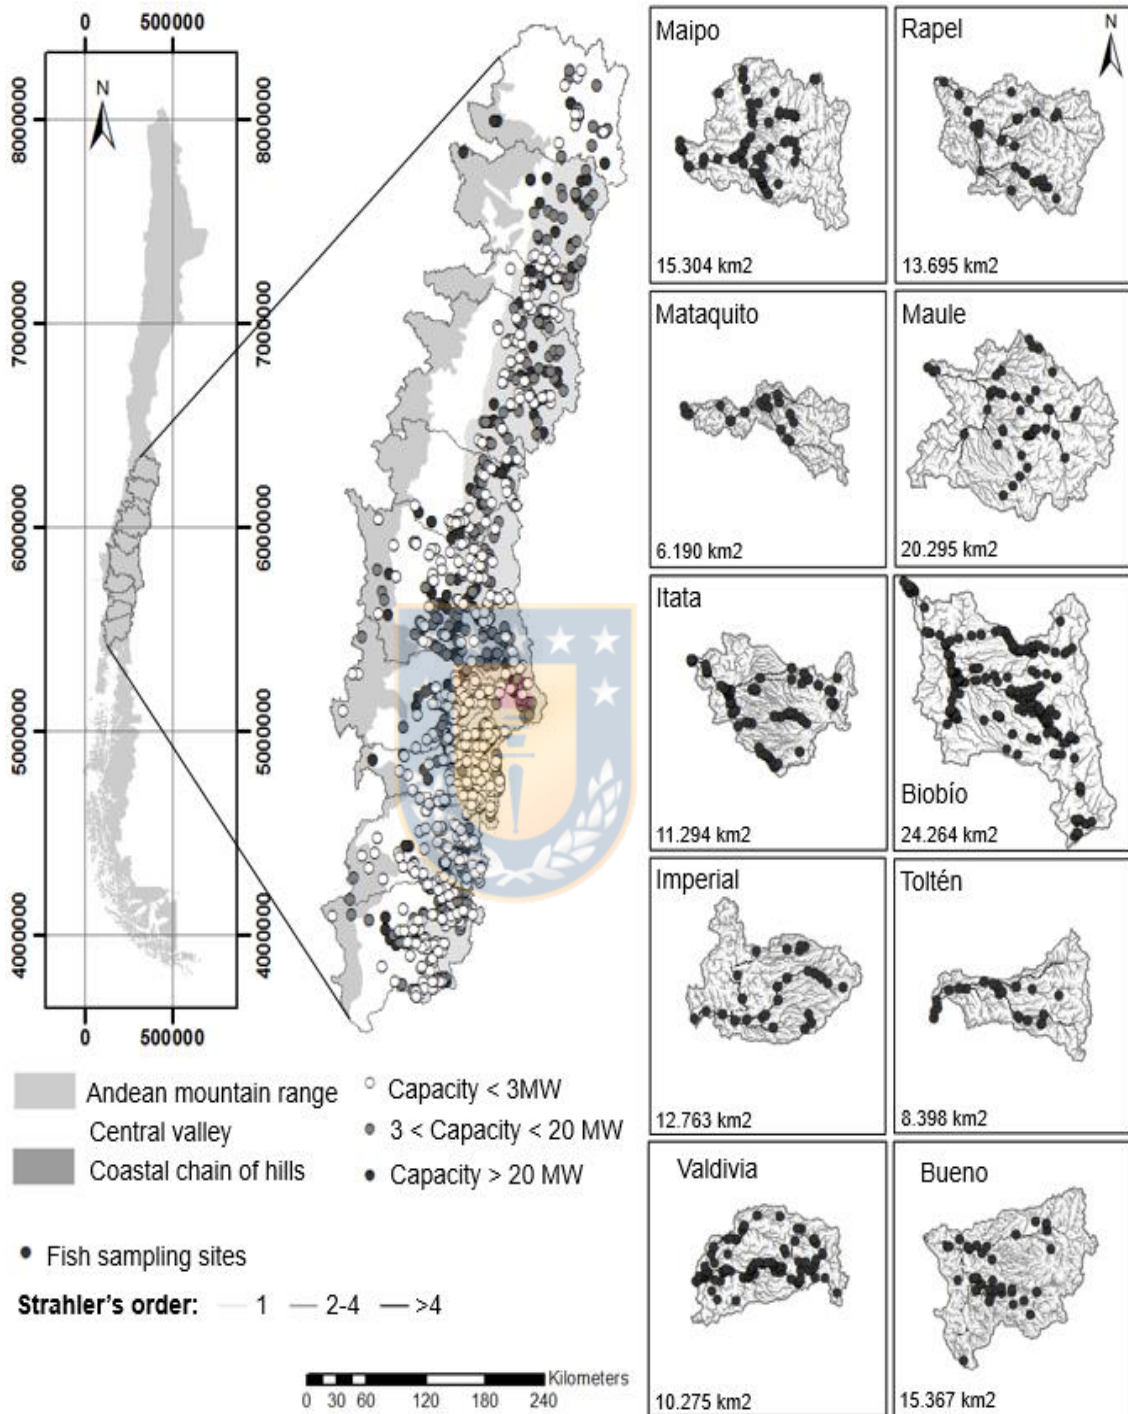 0 500000
N
8000000
7000000
6000000
5000000
4000000
8000000
7000000
6000000
5000000
4000000
0 500000
Andean mountain range
Central valley
Coastal chain of hills
Capacity < 3MW
3 < Capacity < 20 MW
Capacity > 20 MW
Fish sampling sites
Strahler's order: 1 2-4 >4
Kilometers
0 30 60 120 180 240
Maipo
15.304 km2
Rapel
N
13.695 km2
Mataquito
6.190 km2
Maule
20.295 km2
Itata
11.294 km2
Biobío
24.264 km2
Imperial
12.763 km2
Toltén
8.398 km2
Valdivia
10.275 km2
Bueno
15.367 km2